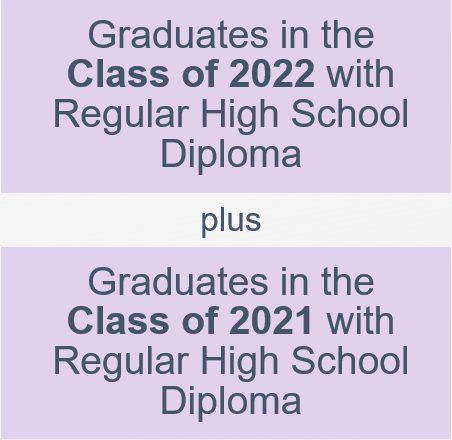 Graduates in the
Class of 2022 with
Regular High School
Diploma
plus
Graduates in the
Class of 2021 with
Regular High School
Diploma